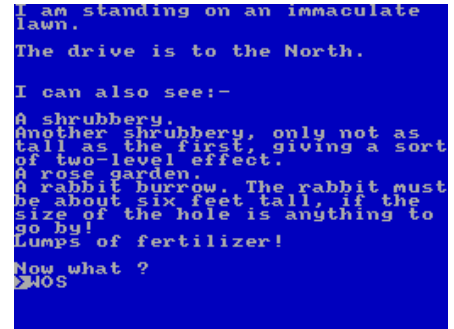 I am standing on an immaculate
lawn.
The drive is to the North.
I can also see:-
A shrubbery.
Another shrubbery, only not as
tall as the first, giving a sort
of two-level effect.
A rose garden.
A rabbit burrow. The rabbit must
be about six feet tall, if the
size of the hole is anything to
go by!
Lumps of fertilizer!
Now what ?
>WOS